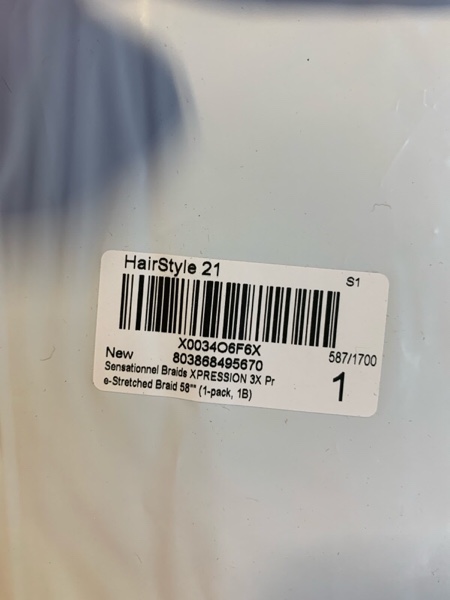 HairStyle 21
S1
X0034O6F6X
New 803868495670
587/1700
Sensationnel Braids XPRESSION 3X Pr
e-Stretched Braid 58"" (1-pack, 1B)
1